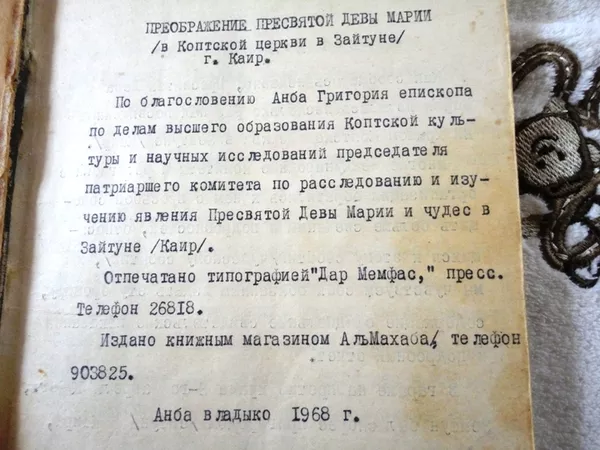 ПРЕОБРАЖЕНИЕ ПРЕСВЯТОЙ ДЕВЫ МАРИИ
/в Коптской церкви в Зайтуне/
г. Каир.
По благословению Анба Григория епископа
по делам высшего образования Коптской куль-
туры и научных исследований председателя
патриаршего комитета по расследованию и изу-
чению явления Пресвятой Девы Марии и чудес в
Зайтуне /Каир/.
Отпечатано типографией"Дар Мемфас," пресс.
Телефон 26818.
Издано книжным магазином АльМахаба, телефон
903825.
Анба владыко 1968 г.